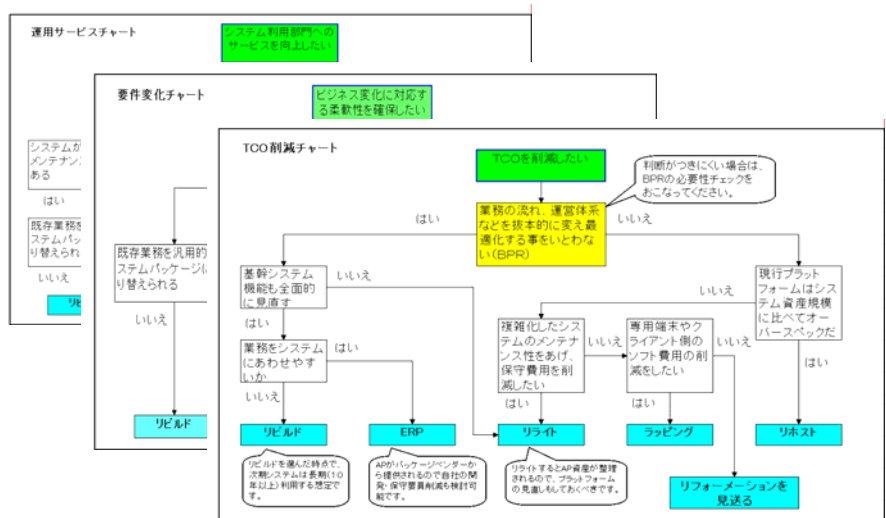 運用サービスチャート
システム利用部門への
サービスを向上したい
システムが
メンテナン
ある
はい
既存業務を
ステムパッ
り替えられ
いいえ
リビ
要件変化チャート
ビジネス変化に対応す
る柔軟性を確保したい
既存業務を汎用的
ステムパッケージに
り替えられる
いいえ
リビルド
TCO削減チャート
TCOを削減したい
判断がつきにくい場合は、
BPRの必要性チェックを
おこなってください。
業務の流れ、運営体系
などを抜本的に変え最
適化する事をいとわな
い(BPR)
はい
いいえ
基幹システム
機能も全面的
に見直す
いいえ
はい
業務をシステム
にあわせやす
いか
はい
いいえ
現行プラット
フォームはシス
テム資産規模
に比べてオー
バースペックだ
いいえ
はい
複雑化したシス
テムのメンテナ
ンス性をあげ、
保守費用を削
減したい
いいえ
はい
専用端末やク
ライアント側の
ソフト費用の削
減をしたい
いいえ
はい
リビルド
ERP
リライト
ラッピング
リホスト
リビルドを選んだ時点で、
次期システムは長期(10
年以上)利用する想定で
す。
APがパッケージベンダーか
ら提供されるので自社の開
発・保守要員削減も検討可
能です。
リライトするとAP資産が整理
されるので、プラットフォーム
の見直しもしておくべきです。
リフォーメーションを
見送る